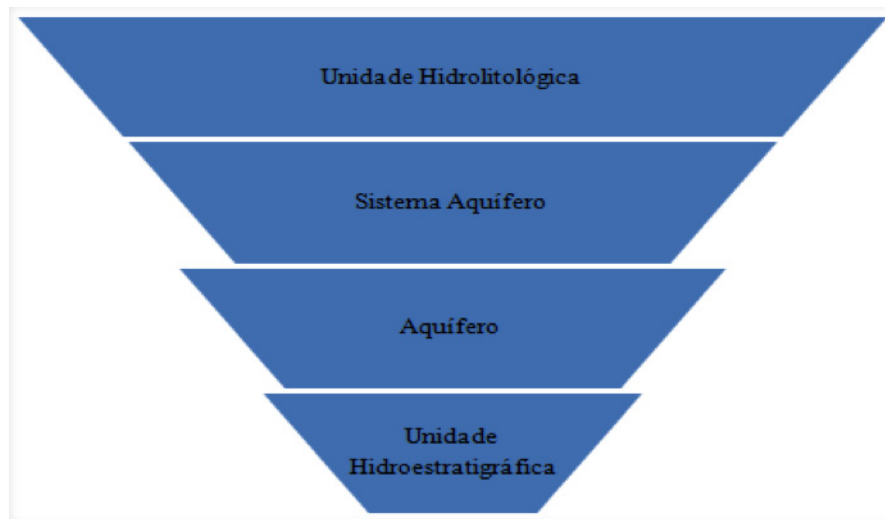 Unidade Hidrolitológica
Sistema Aquífero
Aquífero
Unidade
Hidroestratigráfica